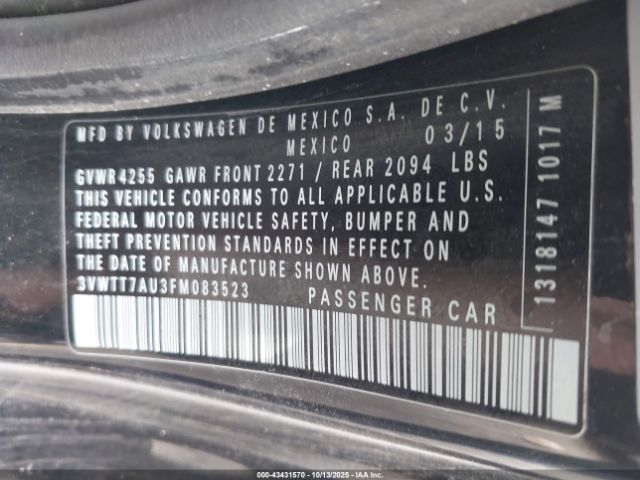 MFD BY VOLKSWAGEN DE MEXICO S.A. DE C.V.
MEXICO 03/15
GVWR 4255 GAWR FRONT 2271 / REAR 2094 LBS
THIS VEHICLE CONFORMS TO ALL APPLICABLE U.S.
FEDERAL MOTOR VEHICLE SAFETY, BUMPER AND
THEFT PREVENTION STANDARDS IN EFFECT ON
THE DATE OF MANUFACTURE SHOWN ABOVE.
3VWTT7AU3FM083523 PASSENGER CAR
1318147 1017 M
000-43431570 • 10/13/2025 • IAA Inc.